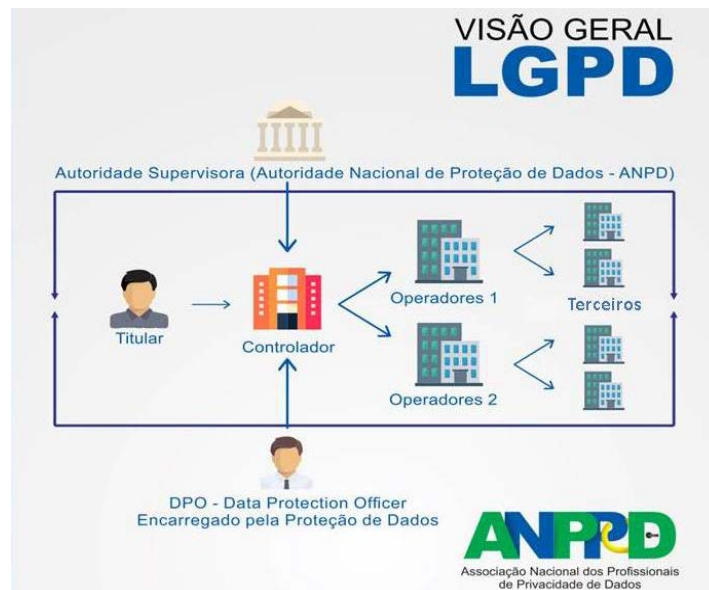 VISÃO GERAL
LGPD
Autoridade Supervisora (Autoridade Nacional de Proteção de Dados - ANPD)
Titular
Controlador
Operadores 1
Terceiros
Operadores 2
DPO - Data Protection Officer
Encarregado pela Proteção de Dados
ANPPD
Associação Nacional dos Profissionais
de Privacidade de Dados